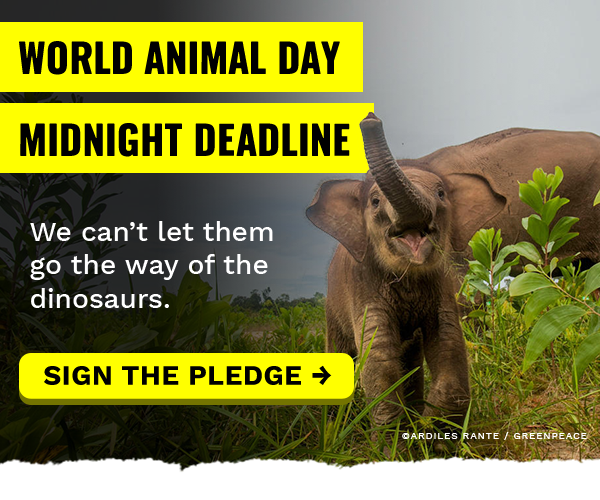 WORLD ANIMAL DAY
MIDNIGHT DEADLINE
We can’t let them
go the way of the
dinosaurs.
SIGN THE PLEDGE →
©ARDILES RANTE / GREENPEACE